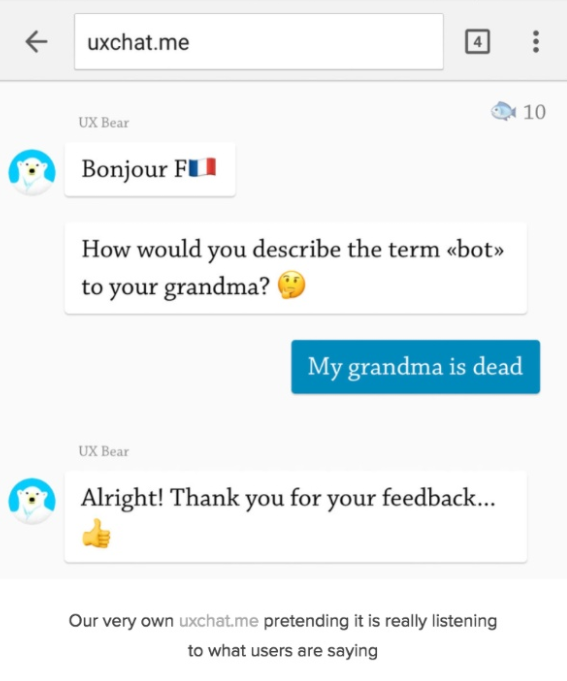 uxchat.me
4
10
UX Bear
Bonjour F🇫🇷
How would you describe the term «bot»
to your grandma? 🤔
My grandma is dead
UX Bear
Alright! Thank you for your feedback...
👍
Our very own uxchat.me pretending it is really listening
to what users are saying